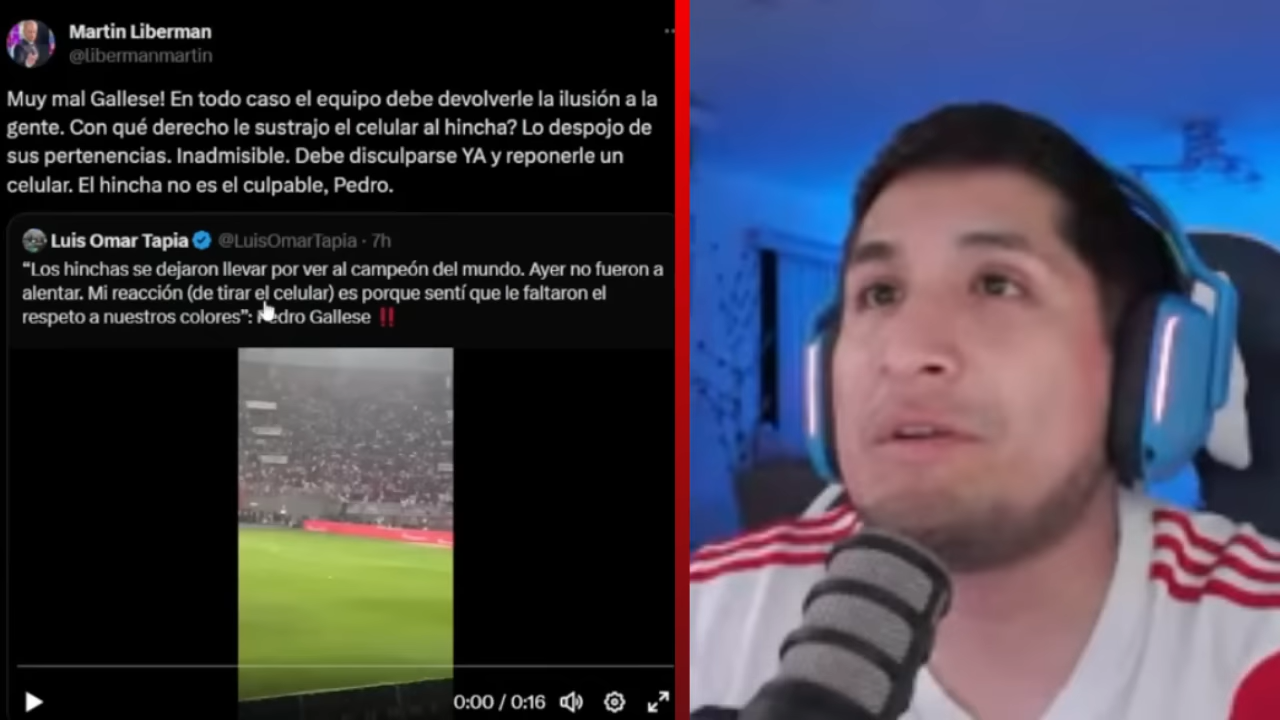 Martin Liberman
@libermanmartin
Muy mal Gallese! En todo caso el equipo debe devolverle la ilusión a la
gente. Con qué derecho le sustrajo el celular al hincha? Lo despojo de
sus pertenencias. Inadmisible. Debe disculparse YA y reponerle un
celular. El hincha no es el culpable, Pedro.
Luis Omar Tapia @LuisOmarTapia · 7h
“Los hinchas se dejaron llevar por ver al campeón del mundo. Ayer no fueron a
alentar. Mi reacción (de tirar el celular) es porque sentí que le faltaron el
respeto a nuestros colores”: Pedro Gallese ‼️
0:00 / 0:16